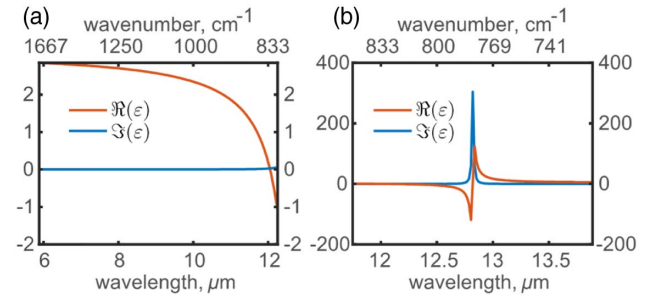 (a)
wavenumber, cm⁻¹
1667 1250 1000 833
2 2
1 1
0 0
-1 -1
-2 -2
ℜ(ε)
ℑ(ε)
6 8 10 12
wavelength, μm
(b)
wavenumber, cm⁻¹
833 800 769 741
400 400
200 200
0 0
-200 -200
ℜ(ε)
ℑ(ε)
12 12.5 13 13.5
wavelength, μm